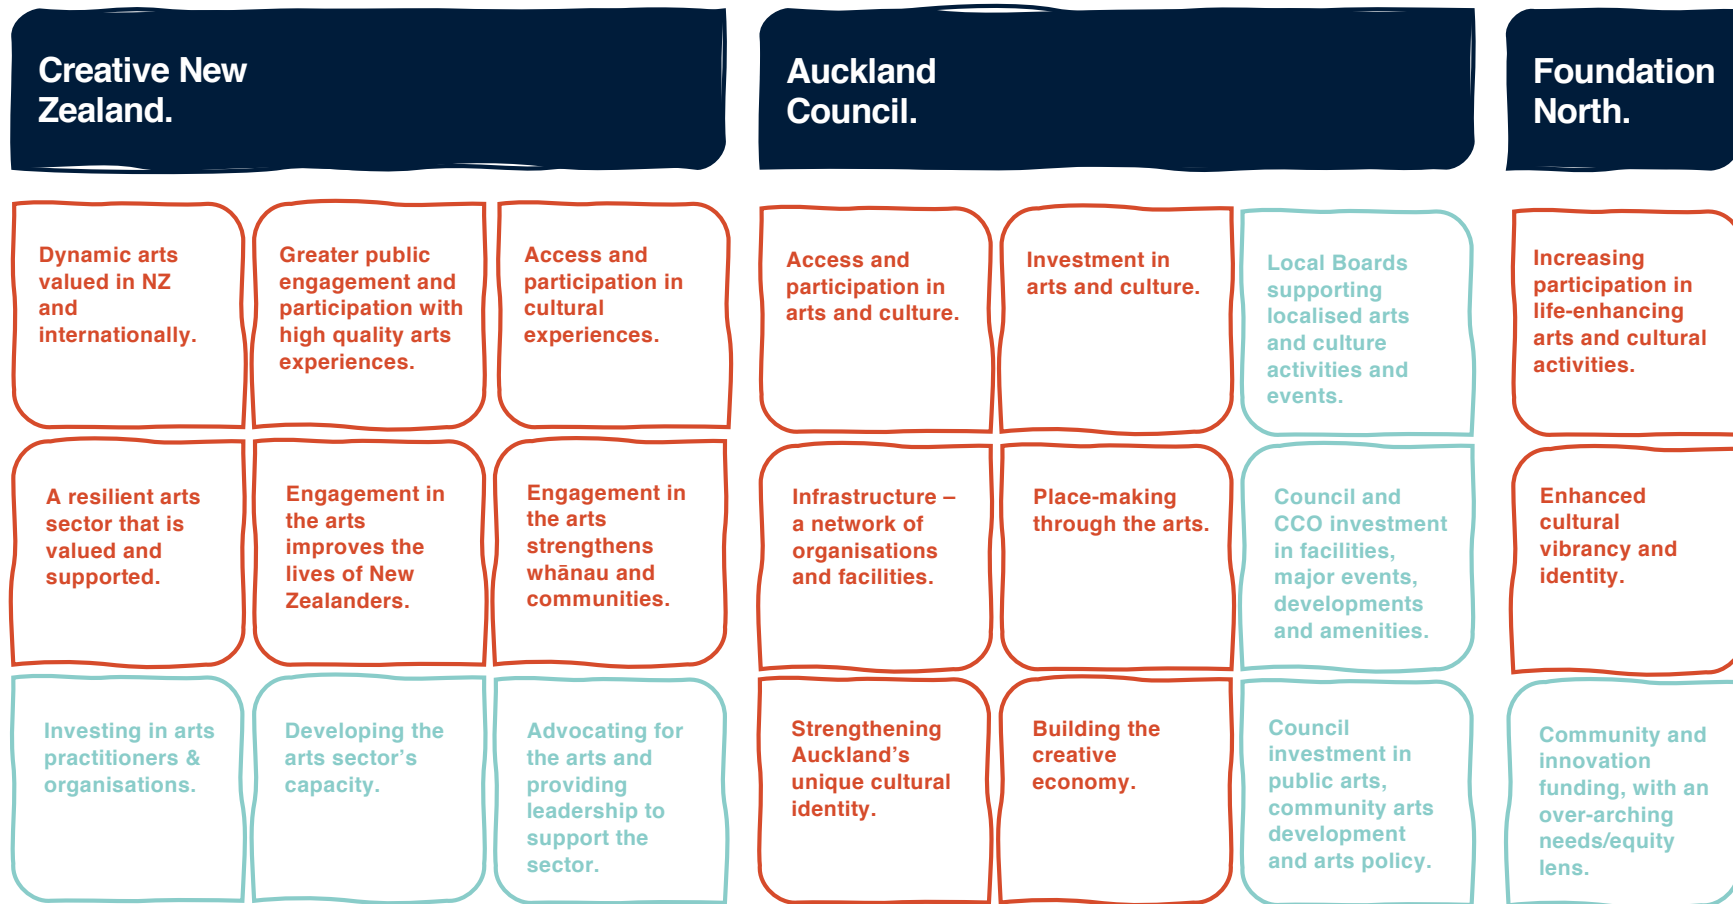 Creative New
Zealand.
Dynamic arts
valued in NZ
and
internationally.
Greater public
engagement and
participation with
high quality arts
experiences.
Access and
participation in
cultural
experiences.
A resilient arts
sector that is
valued and
supported.
Engagement in
the arts
improves the
lives of New
Zealanders.
Engagement in
the arts
strengthens
whānau and
communities.
Investing in arts
practitioners &
organisations.
Developing the
arts sector’s
capacity.
Advocating for
the arts and
providing
leadership to
support the
sector.
Auckland
Council.
Access and
participation in
arts and culture.
Investment in
arts and culture.
Local Boards
supporting
localised arts
and culture
activities and
events.
Infrastructure –
a network of
organisations
and facilities.
Place-making
through the arts.
Council and
CCO investment
in facilities,
major events,
developments
and amenities.
Strengthening
Auckland’s
unique cultural
identity.
Building the
creative
economy.
Council
investment in
public arts,
community arts
development
and arts policy.
Foundation
North.
Increasing
participation in
life-enhancing
arts and cultural
activities.
Enhanced
cultural
vibrancy and
identity.
Community and
innovation
funding, with an
over-arching
needs/equity
lens.